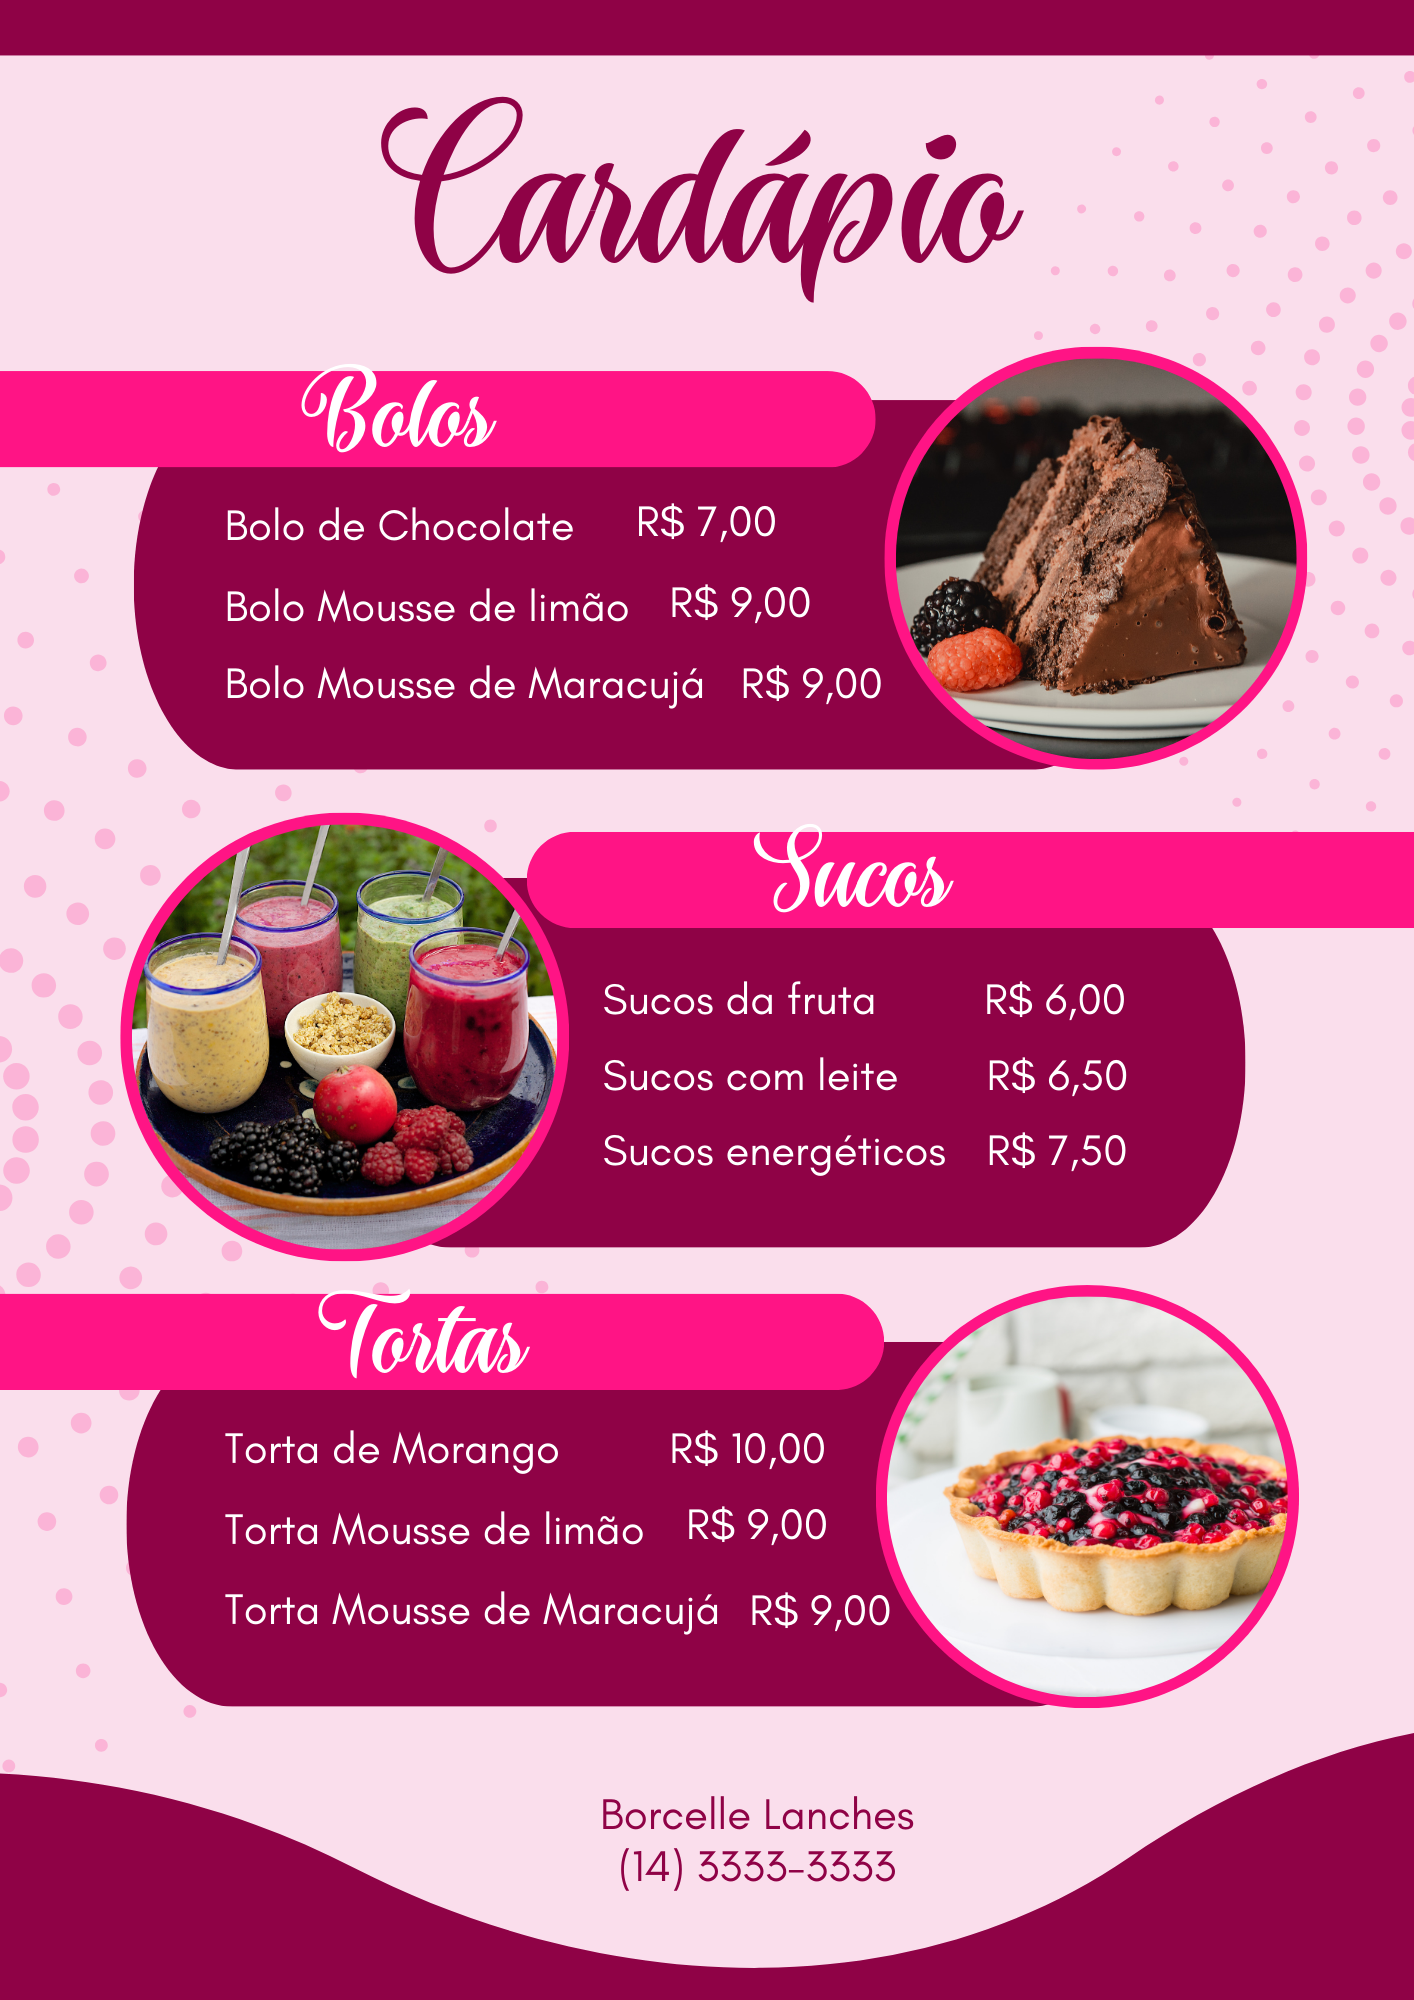 Cardápio
Bolos
Bolo de Chocolate R$ 7,00
Bolo Mousse de limão R$ 9,00
Bolo Mousse de Maracujá R$ 9,00
Sucos
Sucos da fruta R$ 6,00
Sucos com leite R$ 6,50
Sucos energéticos R$ 7,50
Tortas
Torta de Morango R$ 10,00
Torta Mousse de limão R$ 9,00
Torta Mousse de Maracujá R$ 9,00
Borcelle Lanches
(14) 3333-3333